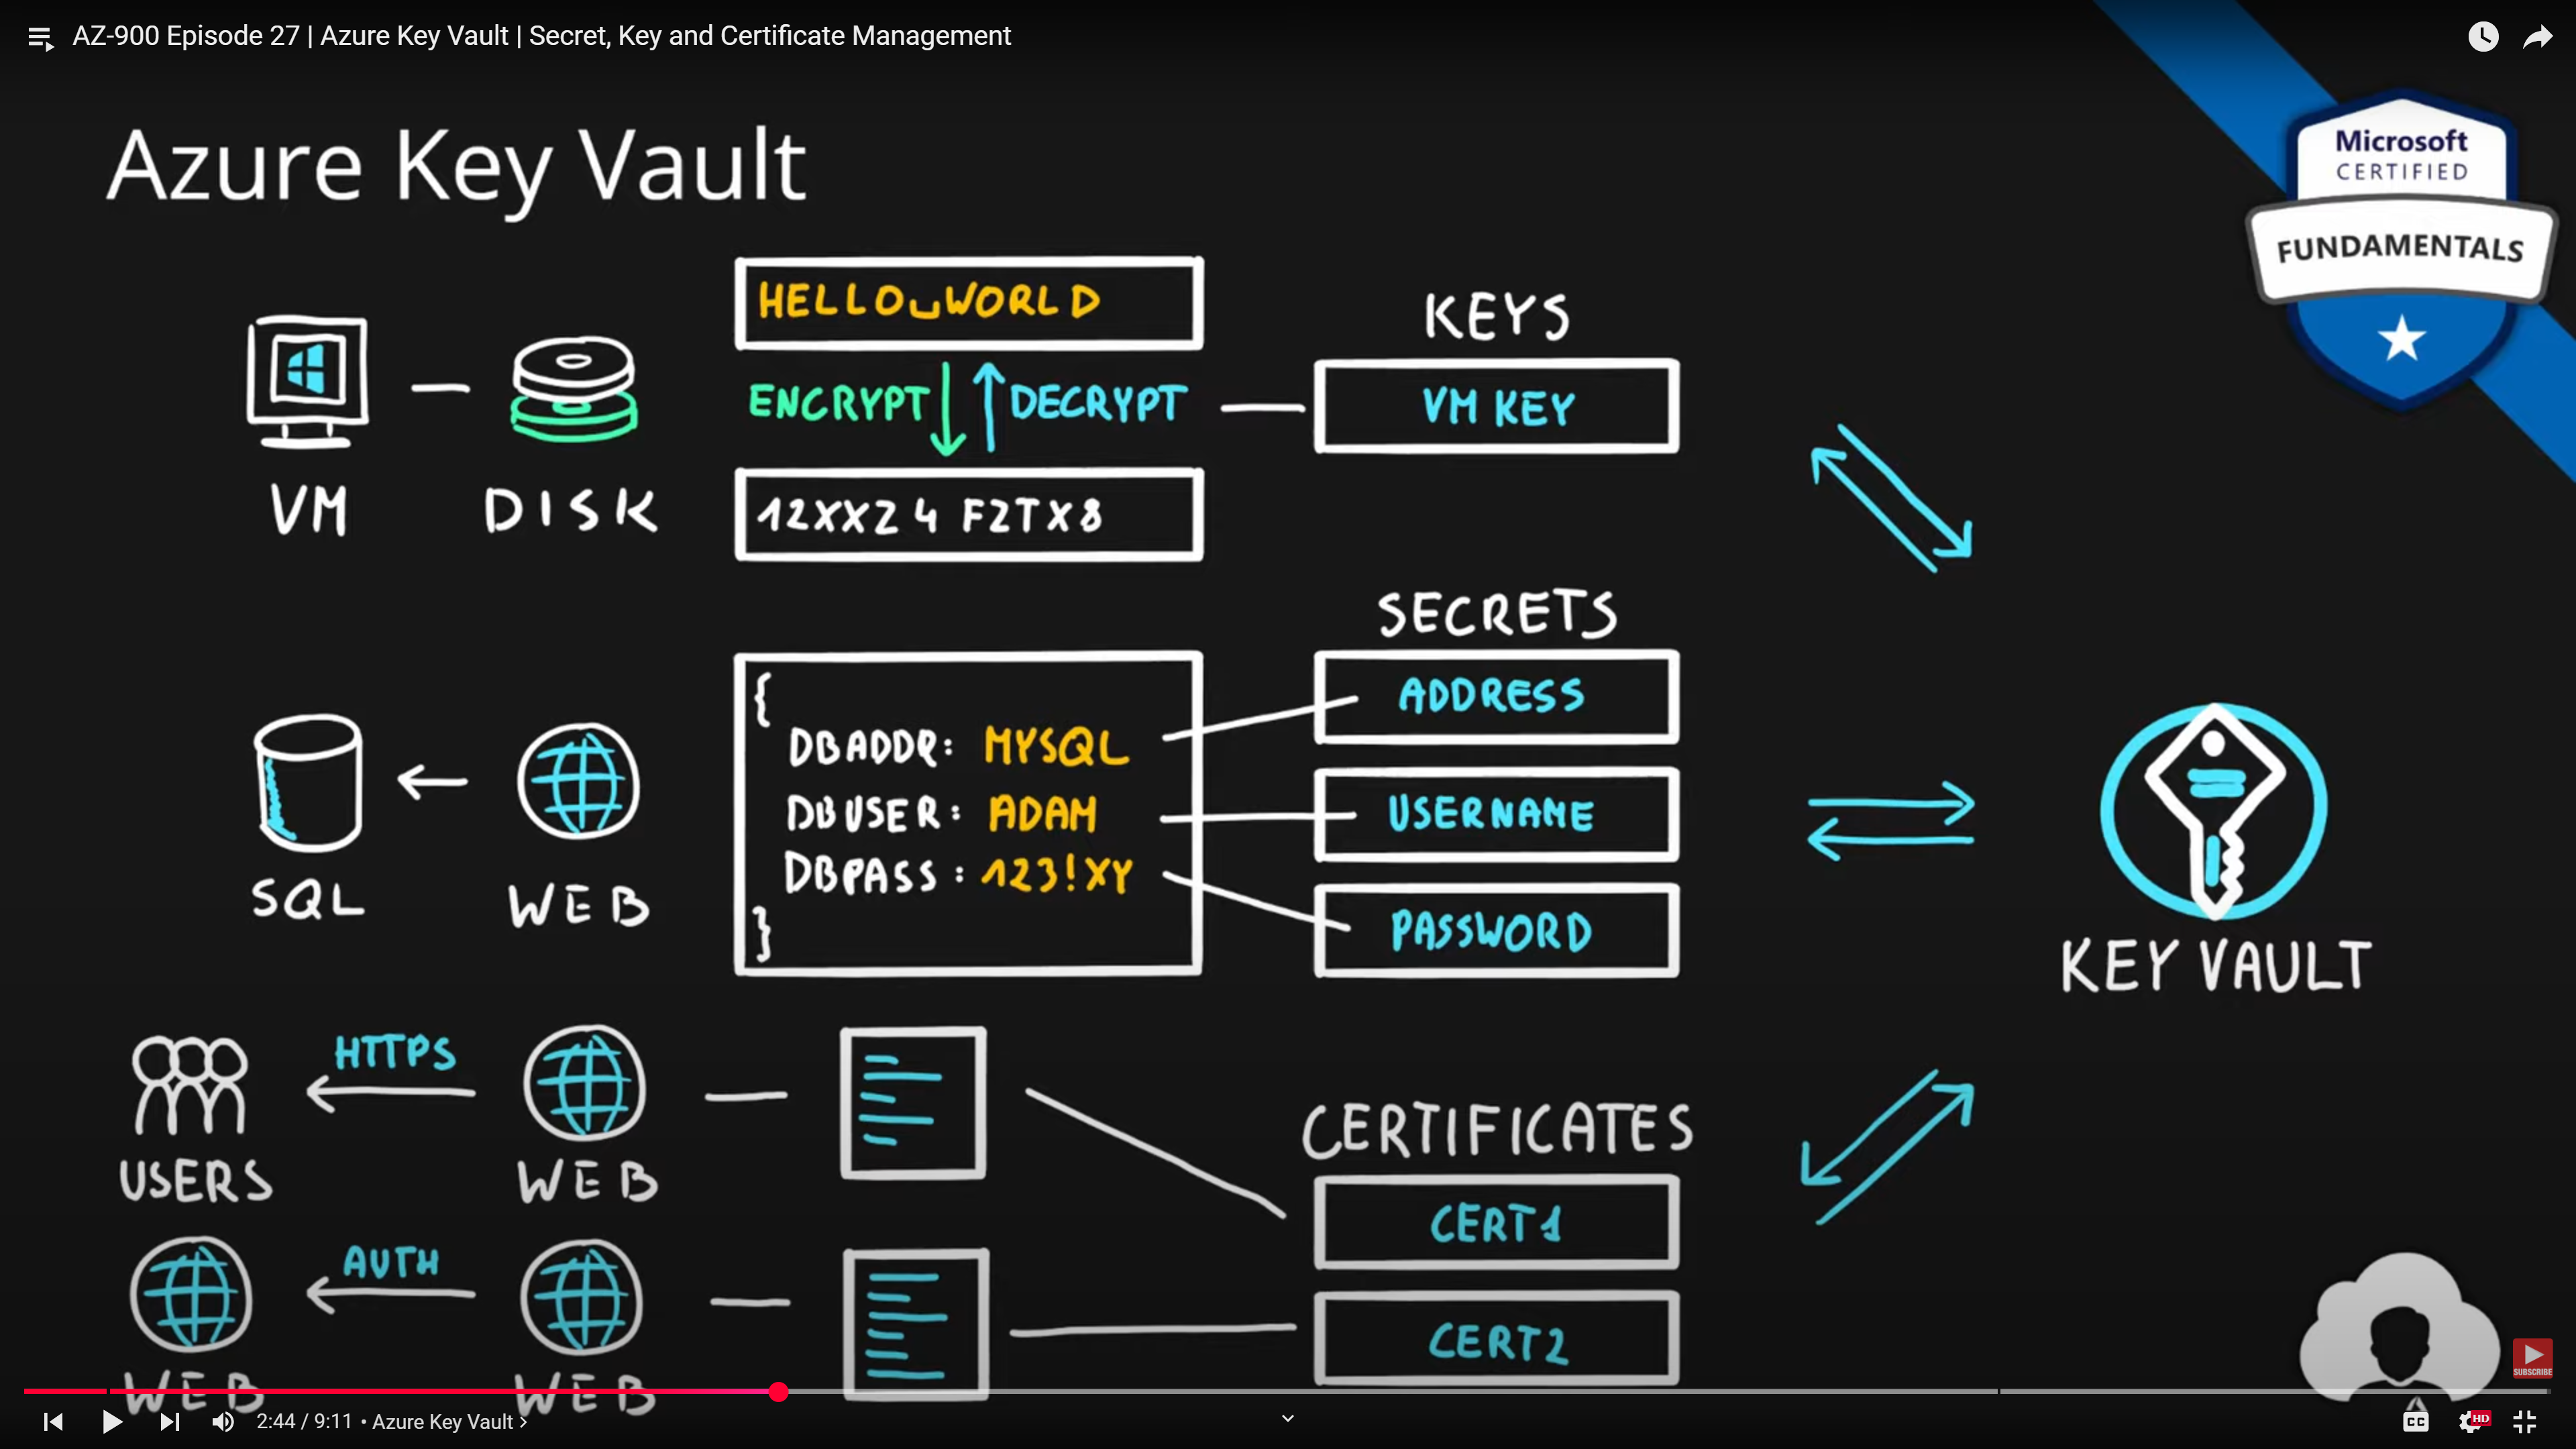 AZ-900 Episode 27 | Azure Key Vault | Secret, Key and Certificate Management
Azure Key Vault
Microsoft
CERTIFIED
FUNDAMENTALS
HELLO␣WORLD
ENCRYPT DECRYPT
12XXZ4 F2TX8
VM DISK
KEYS
VM KEY
SECRETS
{
DBADDR: MYSQL
DBUSER: ADAM
DBPASS: 123!XY
}
ADDRESS
USERNAME
PASSWORD
SQL WEB
KEY VAULT
HTTPS
USERS WEB
CERTIFICATES
CERT1
CERT2
AUTH
WEB WEB
SUBSCRIBE
2:44 / 9:11 • Azure Key Vault ›
CC HD